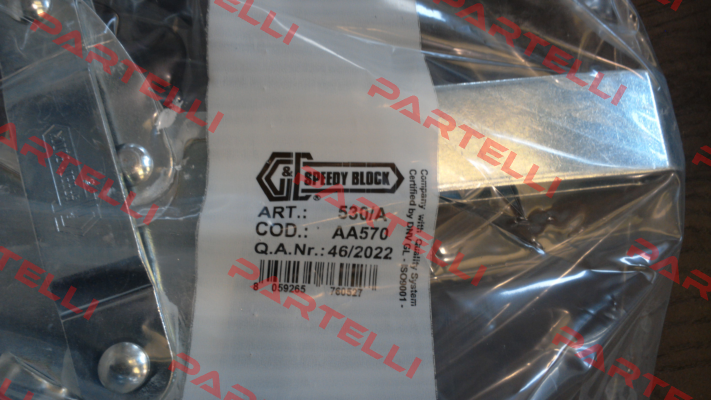 G&B SPEEDY BLOCK
®
ART.: 530/A
COD.: AA570
Q.A.Nr.: 46/2022
8 059265
Company with Quality System
Certified by DNV GL - ISO9001 -
PARTELLI
PARTELLI
PARTELLI
PARTELLI
PARTELLI